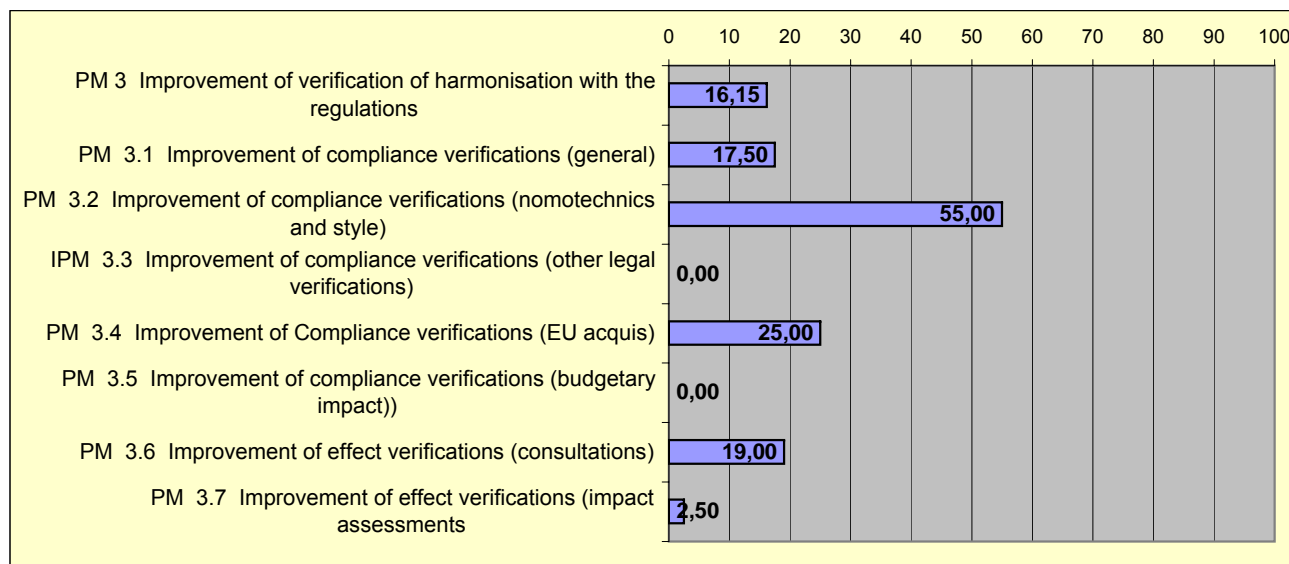 0 10 20 30 40 50 60 70 80 90 100
PM 3 Improvement of verification of harmonisation with the
regulations
16,15
PM 3.1 Improvement of compliance verifications (general)
17,50
PM 3.2 Improvement of compliance verifications (nomotechnics
and style)
55,00
IPM 3.3 Improvement of compliance verifications (other legal
verifications)
0,00
PM 3.4 Improvement of Compliance verifications (EU acquis)
25,00
PM 3.5 Improvement of compliance verifications (budgetary
impact))
0,00
PM 3.6 Improvement of effect verifications (consultations)
19,00
PM 3.7 Improvement of effect verifications (impact
assessments
2,50